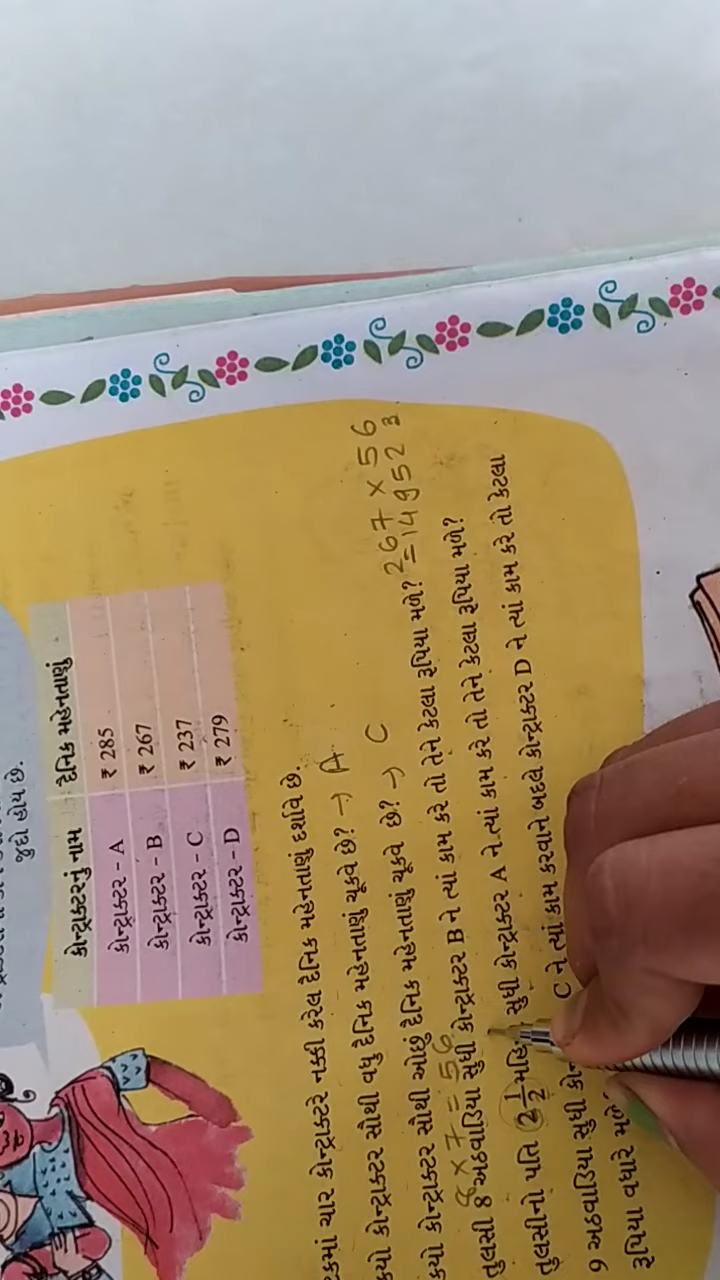 જુદો હોય છે.
કોન્ટ્રાક્ટરનું નામ દૈનિક મહેનતાણું
કોન્ટ્રાક્ટર - A ₹ 285
કોન્ટ્રાક્ટર - B ₹ 267
કોન્ટ્રાક્ટર - C ₹ 237
કોન્ટ્રાક્ટર - D ₹ 279
ચાર કોન્ટ્રાક્ટરે નક્કી કરેલ દૈનિક મહેનતાણું દર્શાવે છે.
કયો કોન્ટ્રાક્ટર સૌથી વધુ દૈનિક મહેનતાણું ચૂકવે છે? → A
કયો કોન્ટ્રાક્ટર સૌથી ઓછું દૈનિક મહેનતાણું ચૂકવે છે? → C
8 × 7 = 56
267 × 56
= 14952 રૂ
તુલસી 8 અઠવાડિયા સુધી કોન્ટ્રાક્ટર B ને ત્યાં કામ કરે તો તેને કેટલા રૂપિયા મળે?
તુલસીનો પતિ 2 1/2 સુધી કોન્ટ્રાક્ટર A ને ત્યાં કામ કરે તો તેને કેટલા રૂપિયા મળે?
9 અઠવાડિયા સુધી C ને ત્યાં કામ કરવાને બદલે કોન્ટ્રાક્ટર D ને ત્યાં કામ કરે તો કેટલા
રૂપિયા વધારે